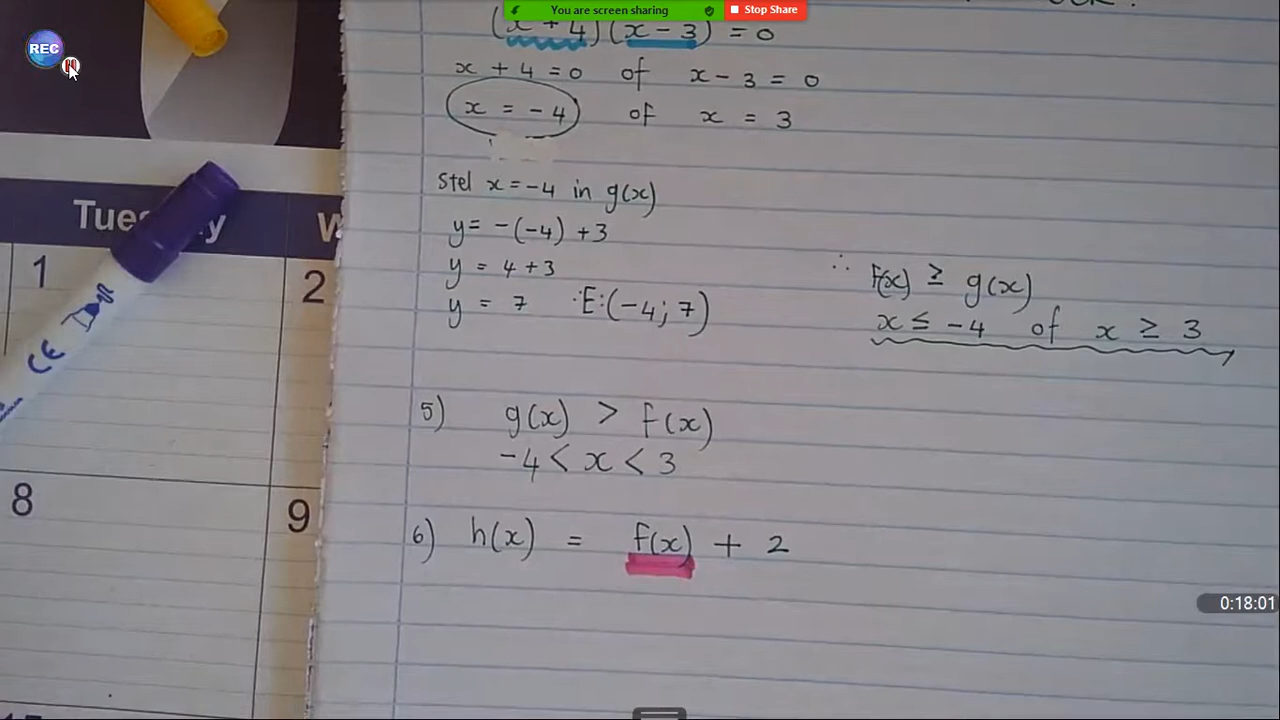 You are screen sharing
Stop Share
REC
(x + 4)(x - 3) = 0
x + 4 = 0 of x - 3 = 0
x = -4 of x = 3
Stel x = -4 in g(x)
y = -(-4) + 3
y = 4 + 3
y = 7 ∴E:(-4; 7)
∴ f(x) ≥ g(x)
x ≤ -4 of x ≥ 3
5) g(x) > f(x)
-4 < x < 3
6) h(x) = f(x) + 2
Tuesday W
1 2
8 9
CE
0:18:01